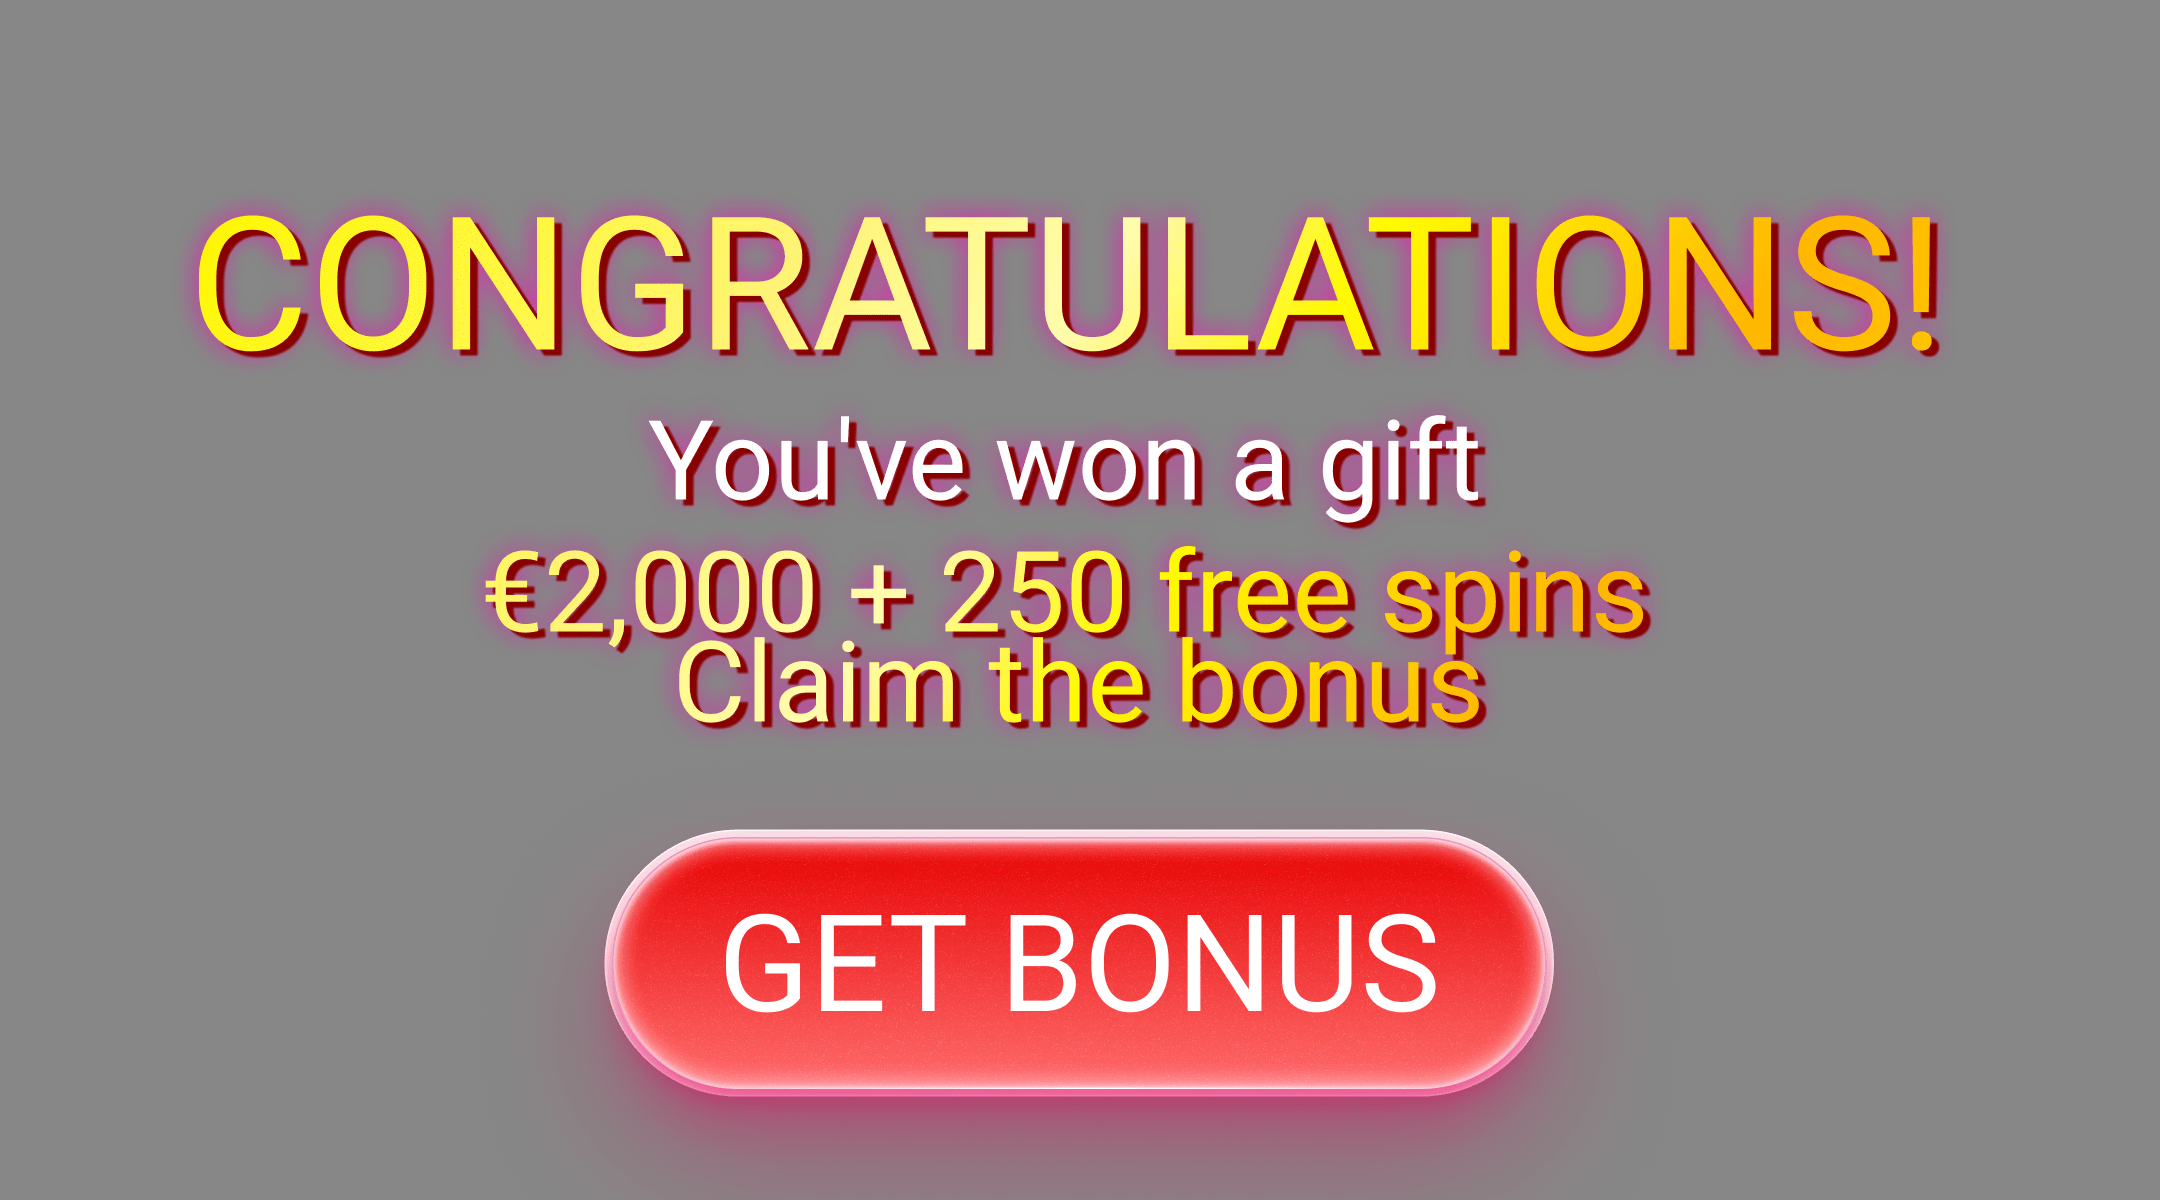 CONGRATULATIONS!
You've won a gift
€2,000 + 250 free spins
Claim the bonus
GET BONUS